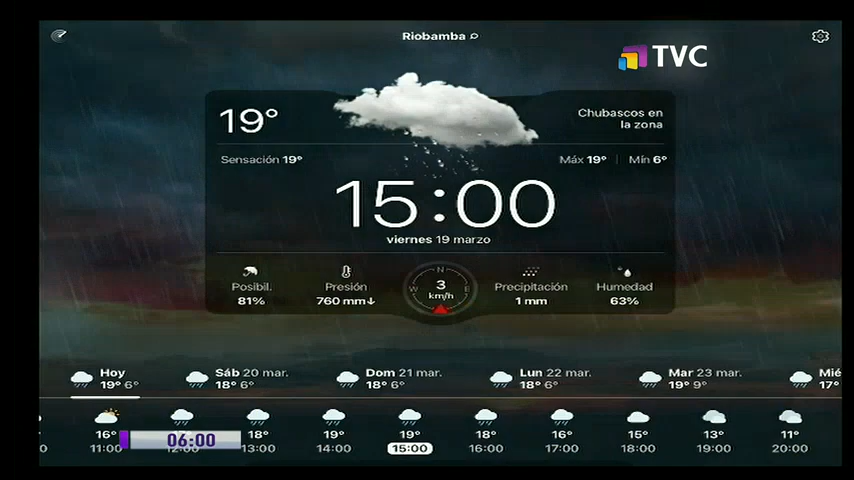 Riobamba
TVC
19°
Chubascos en
la zona
Sensación 19°
Máx 19° | Mín 6°
15:00
viernes 19 marzo
N
W E
3
km/h
Posibil.
81%
Presión
760 mm↓
Precipitación
1 mm
Humedad
63%
Hoy
19° 6°
Sáb 20 mar.
18° 6°
Dom 21 mar.
18° 6°
Lun 22 mar.
18° 6°
Mar 23 mar.
19° 9°
Mié
17°
16° 18° 19° 19° 18° 16° 15° 13° 11°
06:00
0 11:00 12:00 13:00 14:00 15:00 16:00 17:00 18:00 19:00 20:00